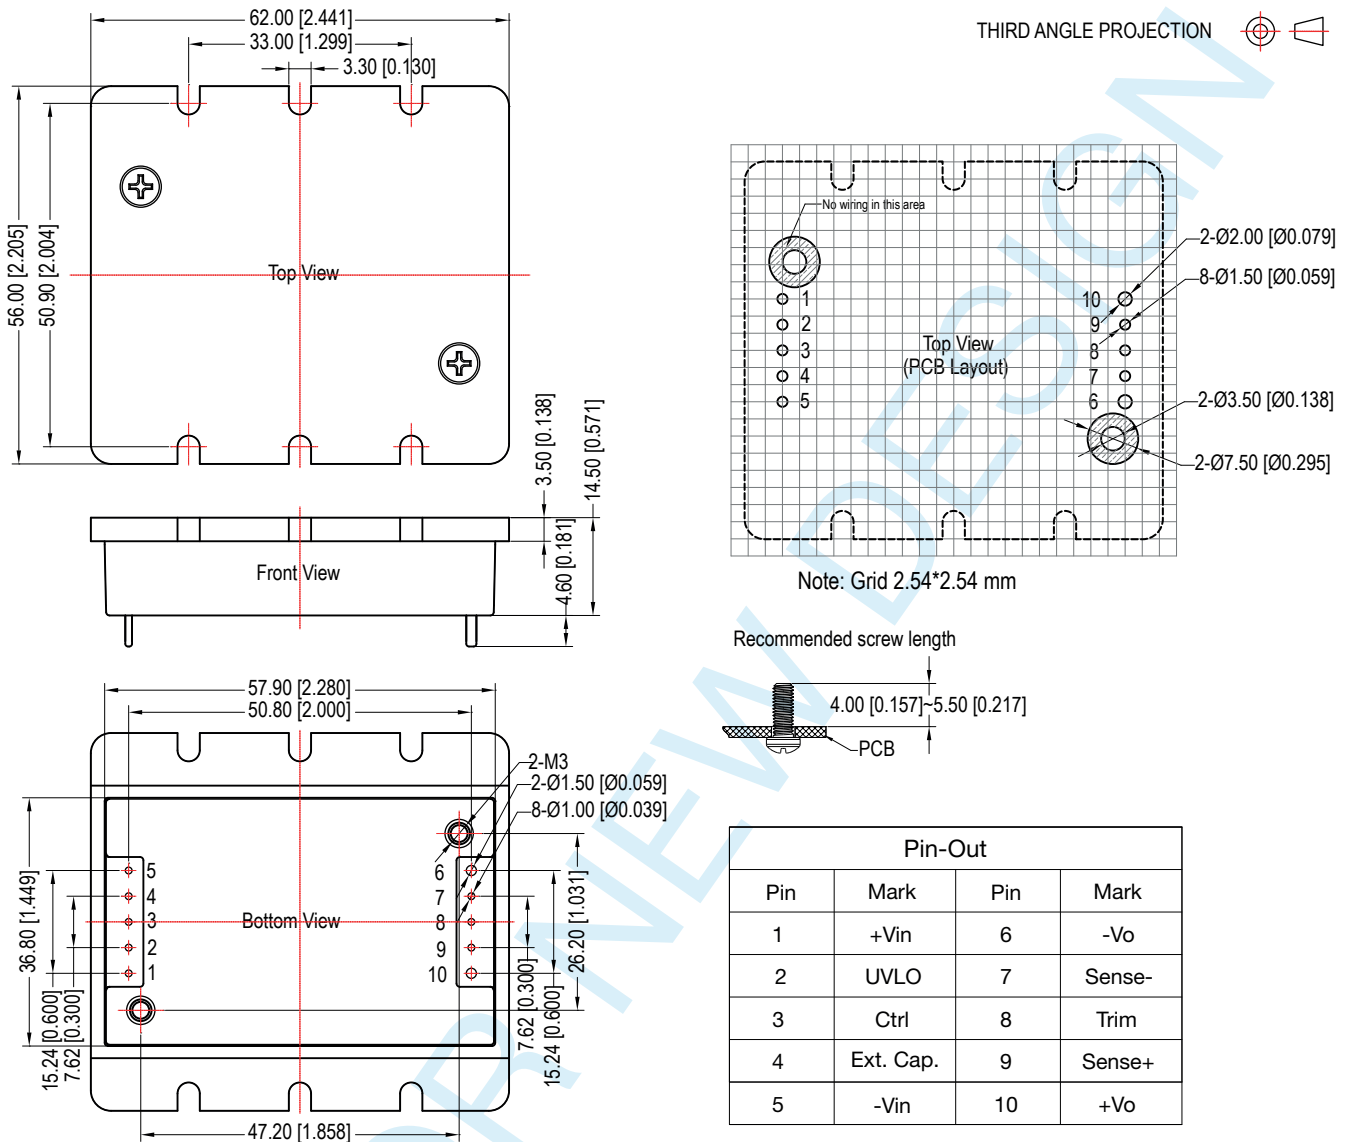 62.00 [2.441]
33.00 [1.299]
3.30 [0.130]
THIRD ANGLE PROJECTION
56.00 [2.205]
50.90 [2.004]
Top View
3.50 [0.138]
14.50 [0.571]
4.60 [0.181]
Front View
No wiring in this area
1
2
3
4
5
10
9
8
7
6
Top View
(PCB Layout)
2-Ø2.00 [Ø0.079]
8-Ø1.50 [Ø0.059]
2-Ø3.50 [Ø0.138]
2-Ø7.50 [Ø0.295]
Note: Grid 2.54*2.54 mm
Recommended screw length
4.00 [0.157]~5.50 [0.217]
PCB
57.90 [2.280]
50.80 [2.000]
2-M3
2-Ø1.50 [Ø0.059]
8-Ø1.00 [Ø0.039]
5
4
3
2
1
6
7
8
9
10
Bottom View
36.80 [1.449]
15.24 [0.600]
7.62 [0.300]
7.62 [0.300]
15.24 [0.600]
26.20 [1.031]
47.20 [1.858]
Pin-Out
Pin Mark Pin Mark
1 +Vin 6 -Vo
2 UVLO 7 Sense-
3 Ctrl 8 Trim
4 Ext. Cap. 9 Sense+
5 -Vin 10 +Vo
R NEW DESIGN